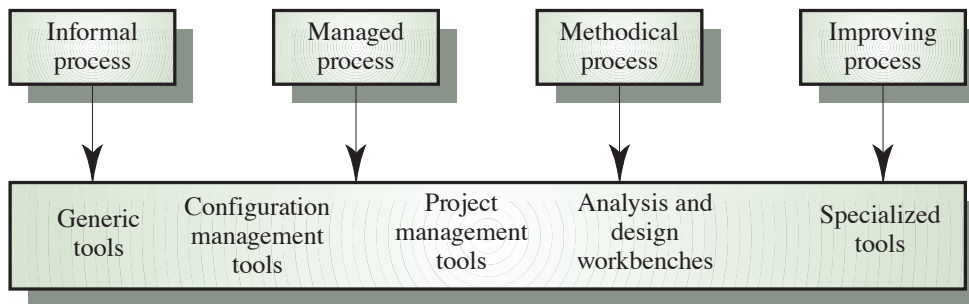 Informal
process
Managed
process
Methodical
process
Improving
process
Generic
tools
Configuration
management
tools
Project
management
tools
Analysis and
design
workbenches
Specialized
tools